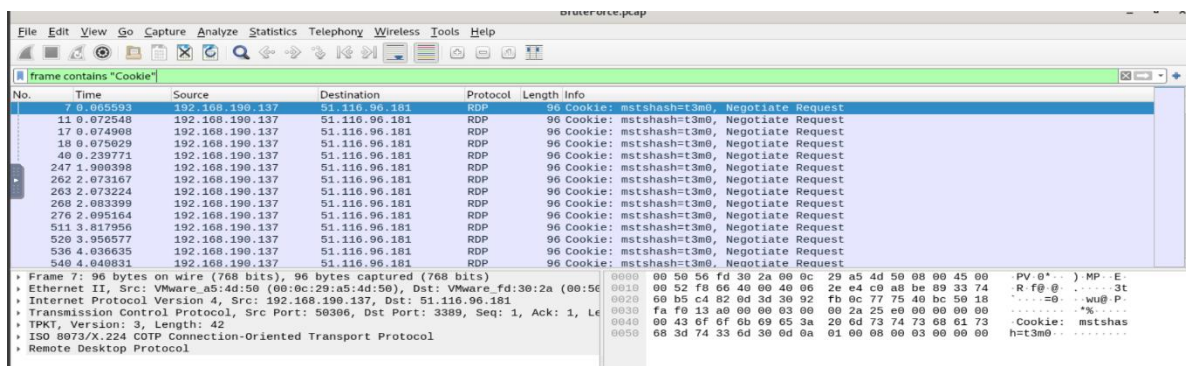 BruteForce.pcap
File Edit View Go Capture Analyze Statistics Telephony Wireless Tools Help
frame contains "Cookie"
No. Time Source Destination Protocol Length Info
7 0.065593 192.168.190.137 51.116.96.181 RDP 96 Cookie: mstshash=t3m0, Negotiate Request
11 0.072548 192.168.190.137 51.116.96.181 RDP 96 Cookie: mstshash=t3m0, Negotiate Request
17 0.074908 192.168.190.137 51.116.96.181 RDP 96 Cookie: mstshash=t3m0, Negotiate Request
18 0.075029 192.168.190.137 51.116.96.181 RDP 96 Cookie: mstshash=t3m0, Negotiate Request
40 0.239771 192.168.190.137 51.116.96.181 RDP 96 Cookie: mstshash=t3m0, Negotiate Request
247 1.900398 192.168.190.137 51.116.96.181 RDP 96 Cookie: mstshash=t3m0, Negotiate Request
262 2.073167 192.168.190.137 51.116.96.181 RDP 96 Cookie: mstshash=t3m0, Negotiate Request
263 2.073224 192.168.190.137 51.116.96.181 RDP 96 Cookie: mstshash=t3m0, Negotiate Request
268 2.083399 192.168.190.137 51.116.96.181 RDP 96 Cookie: mstshash=t3m0, Negotiate Request
276 2.095164 192.168.190.137 51.116.96.181 RDP 96 Cookie: mstshash=t3m0, Negotiate Request
511 3.817956 192.168.190.137 51.116.96.181 RDP 96 Cookie: mstshash=t3m0, Negotiate Request
520 3.956577 192.168.190.137 51.116.96.181 RDP 96 Cookie: mstshash=t3m0, Negotiate Request
536 4.036635 192.168.190.137 51.116.96.181 RDP 96 Cookie: mstshash=t3m0, Negotiate Request
540 4.040831 192.168.190.137 51.116.96.181 RDP 96 Cookie: mstshash=t3m0, Negotiate Request
Frame 7: 96 bytes on wire (768 bits), 96 bytes captured (768 bits)
Ethernet II, Src: VMware_a5:4d:50 (00:0c:29:a5:4d:50), Dst: VMware_fd:30:2a (00:50
Internet Protocol Version 4, Src: 192.168.190.137, Dst: 51.116.96.181
Transmission Control Protocol, Src Port: 50306, Dst Port: 3389, Seq: 1, Ack: 1, Le
TPKT, Version: 3, Length: 42
ISO 8073/X.224 COTP Connection-Oriented Transport Protocol
Remote Desktop Protocol
0000 00 50 56 fd 30 2a 00 0c 29 a5 4d 50 08 00 45 00 ·PV·0*·· )·MP··E·
0010 00 52 f8 66 40 00 40 06 2e e4 c0 a8 be 89 33 74 ·R·f@·@· .·····3t
0020 60 b5 c4 82 0d 3d 30 92 fb 0c 77 75 40 bc 50 18 `····=0· ··wu@·P·
0030 fa f0 13 a0 00 00 03 00 00 2a 25 e0 00 00 00 00 ········ ·*%·····
0040 00 43 6f 6f 6b 69 65 3a 20 6d 73 74 73 68 61 73 ·Cookie: mstshas
0050 68 3d 74 33 6d 30 0d 0a 01 00 08 00 03 00 00 00 h=t3m0·· ········